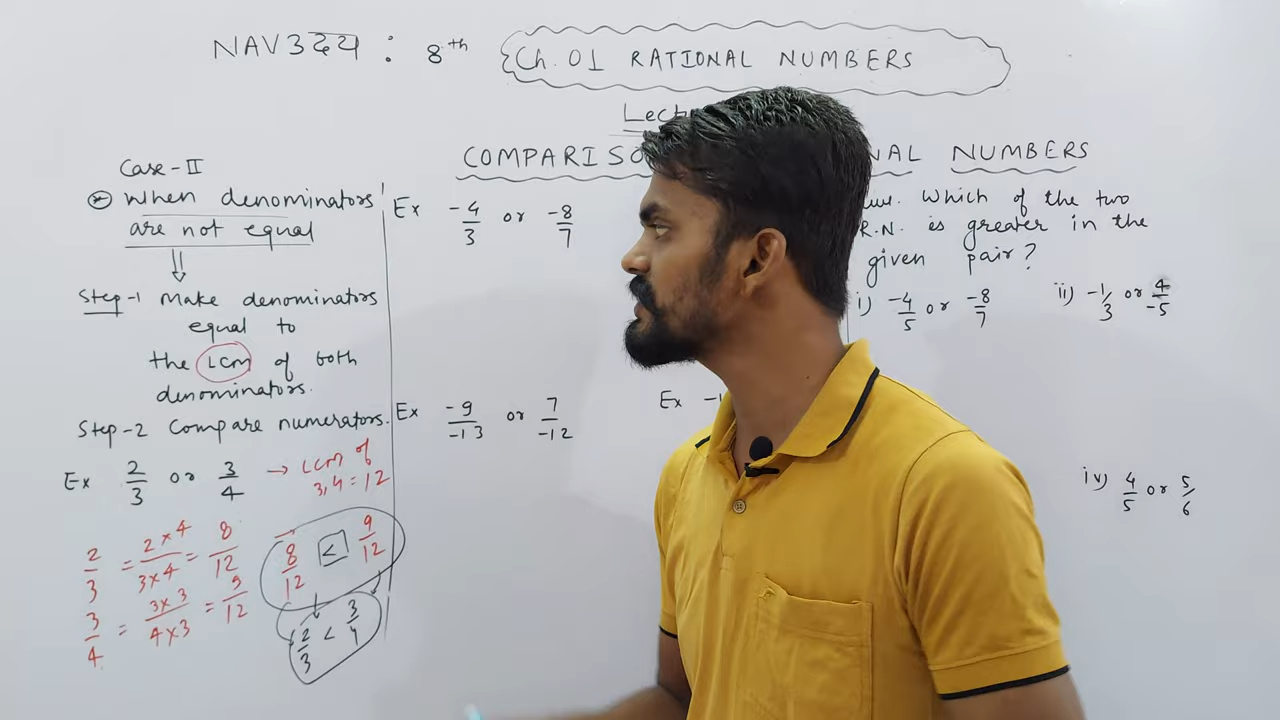 NAV3उदय : 8th
Ch. 01 RATIONAL NUMBERS
Lect
COMPARISO NAL NUMBERS
Case-II
When denominators
are not equal
Step-1 Make denominators
equal to
the LCM of both
denominators.
Step-2 Compare numerators.
Ex 2/3 or 3/4 → LCM of
3,4 = 12
2/3 = 2×4/3×4 = 8/12
3/4 = 3×3/4×3 = 9/12
8/12 < 9/12
2/3 < 3/4
Ex -4/3 or -8/7
Ex -9/-13 or 7/-12
Ex -1
Which of the two
R.N. is greater in the
given pair?
i) -4/5 or -8/7
ii) -1/3 or 4/-5
iv) 4/5 or 5/6